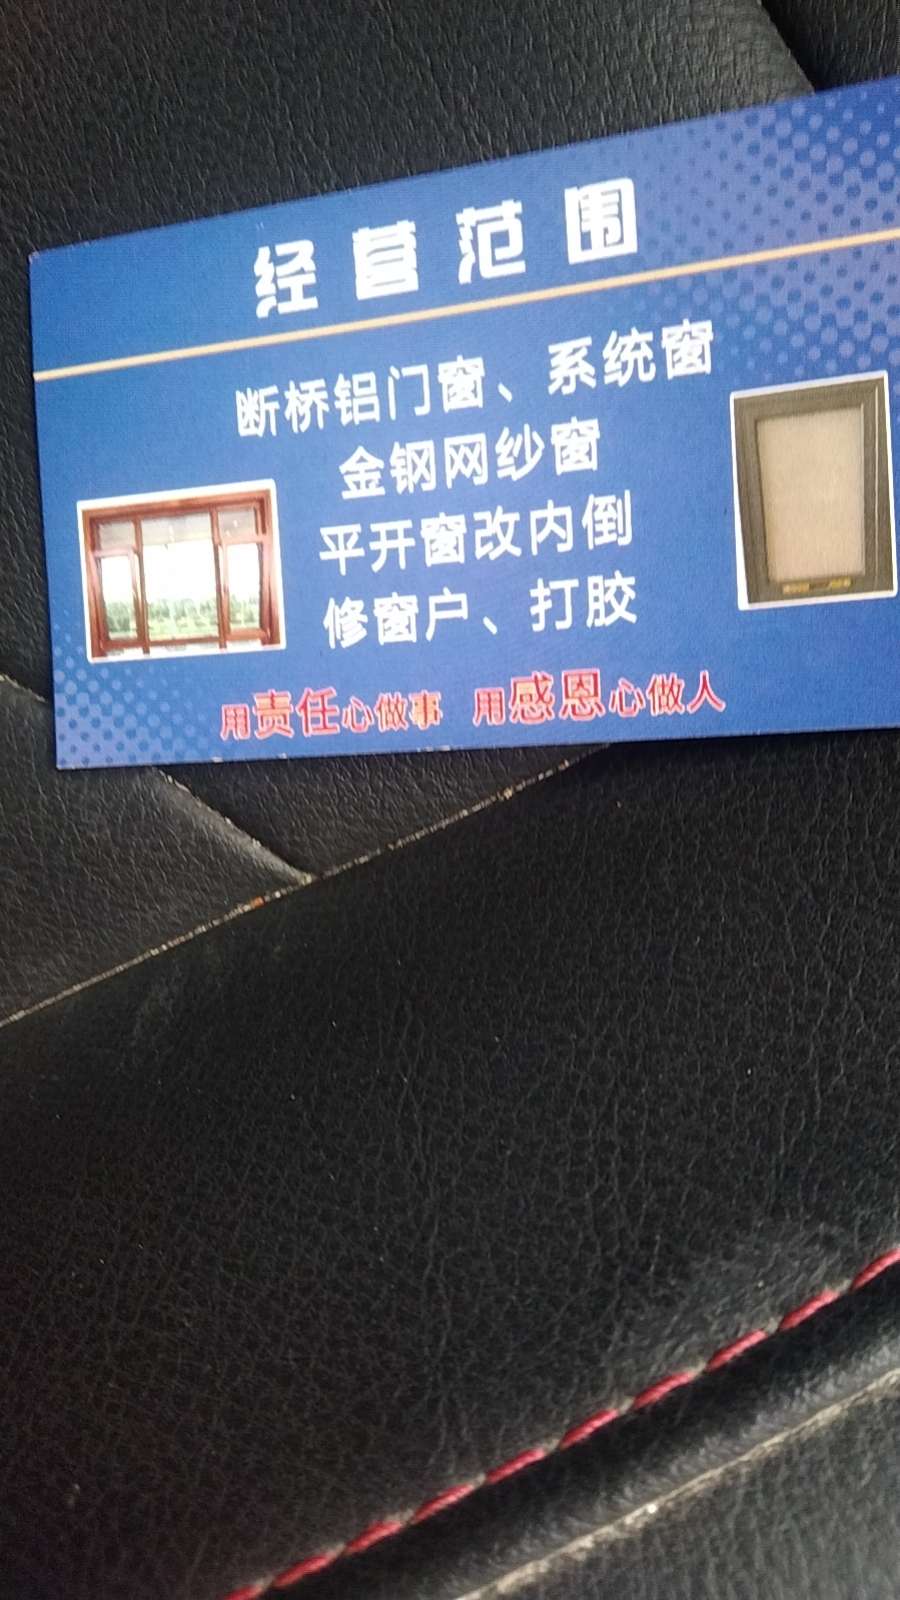 经营范围
断桥铝门窗、系统窗
金钢网纱窗
平开窗改内倒
修窗户、打胶
用责任心做事 用感恩心做人